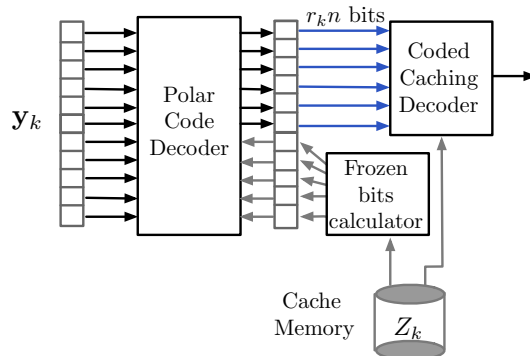 r_k n bits
y_k
Polar
Code
Decoder
Coded
Caching
Decoder
Frozen
bits
calculator
Cache
Memory
Z_k